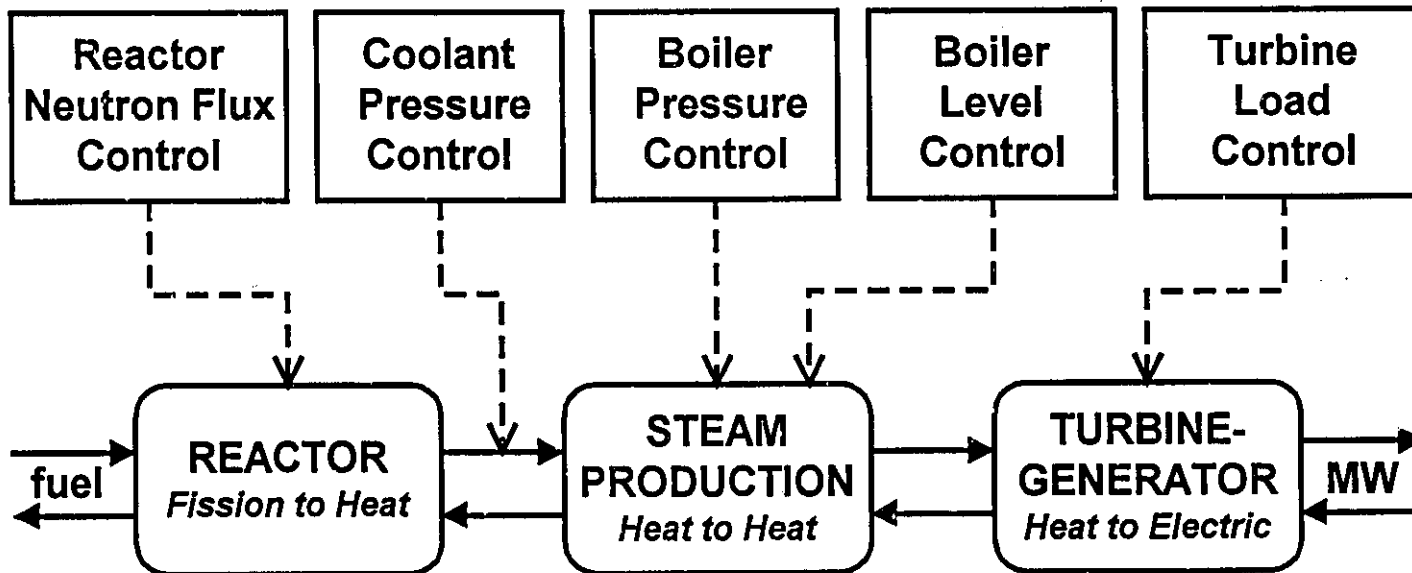 Reactor
Neutron Flux
Control
Coolant
Pressure
Control
Boiler
Pressure
Control
Boiler
Level
Control
Turbine
Load
Control
fuel
REACTOR
Fission to Heat
STEAM
PRODUCTION
Heat to Heat
TURBINE-
GENERATOR
Heat to Electric
MW